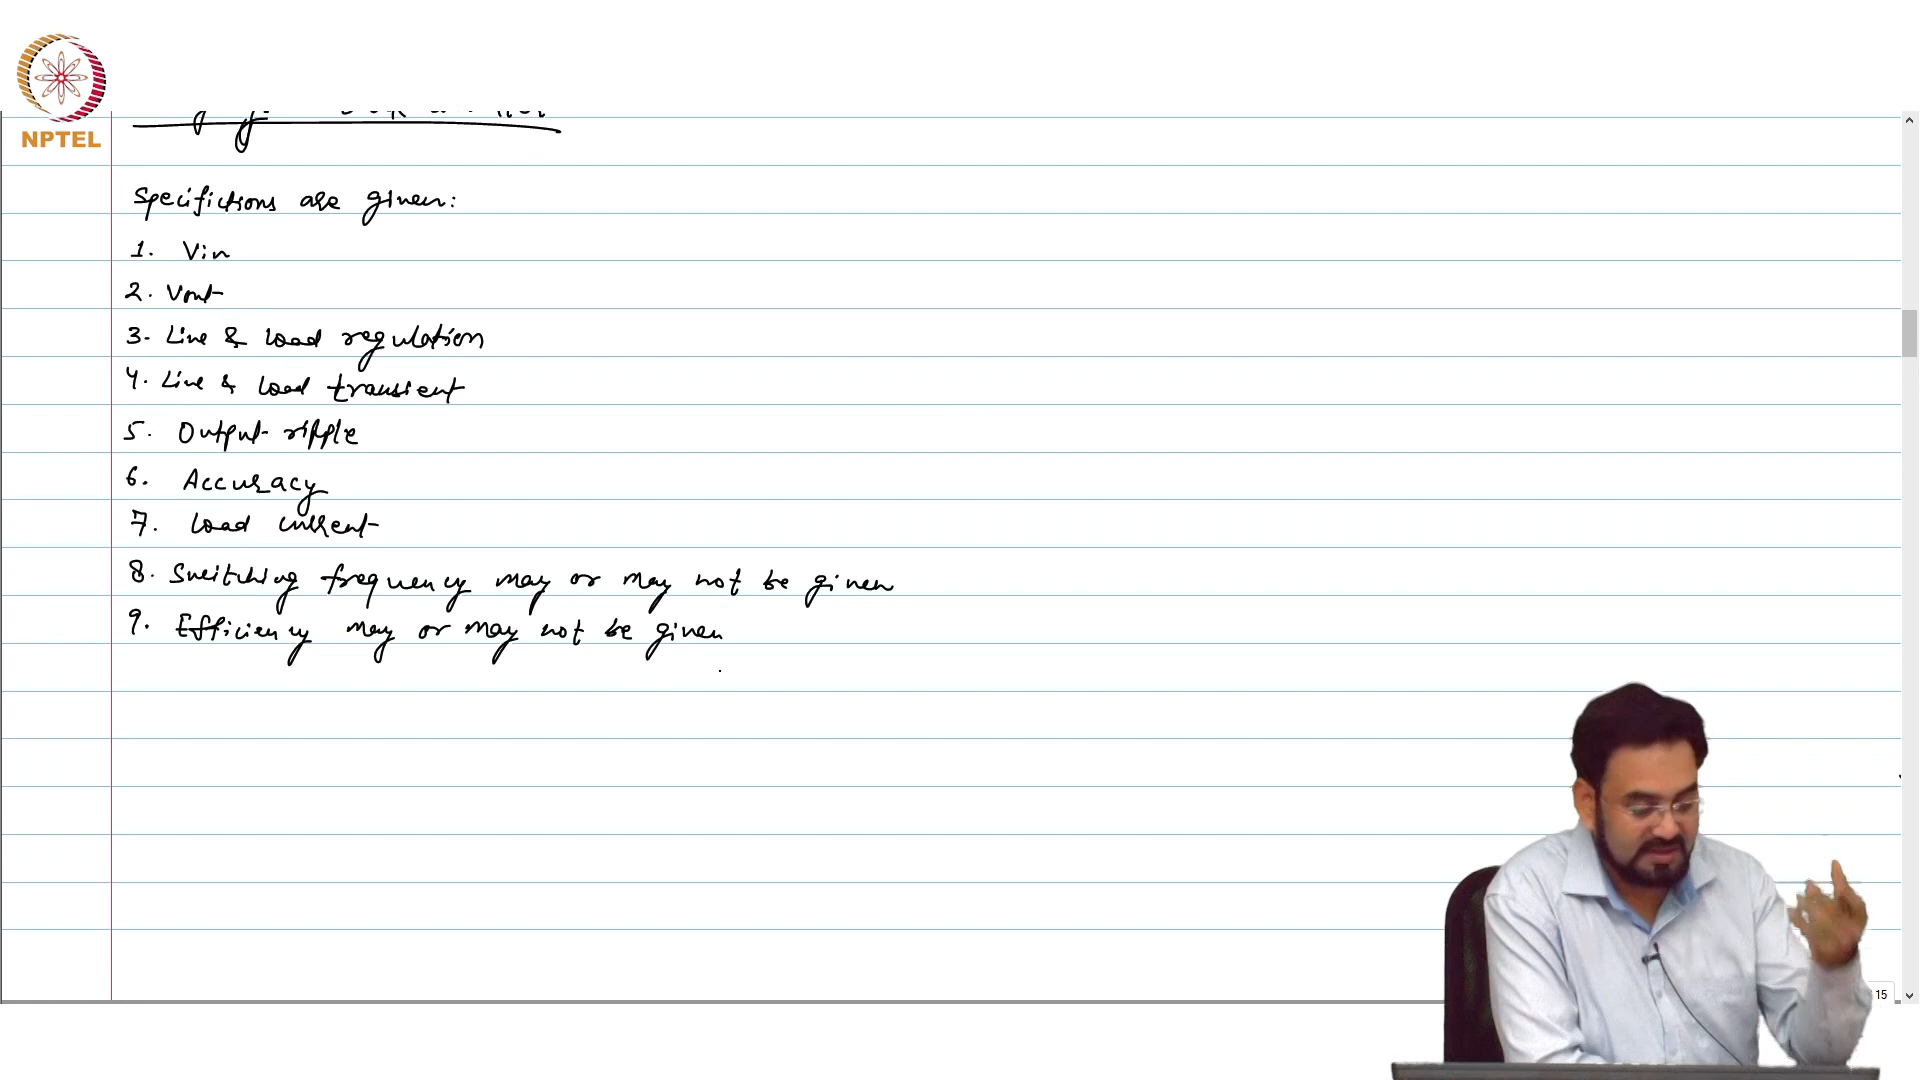 NPTEL
Specifictions are given:
1. Vin
2. Vout
3. Line & load regulation
4. Line & load transient
5. Output ripple
6. Accuracy
7. Load current
8. Switching frequency may or may not be given
9. Efficiency may or may not be given
15